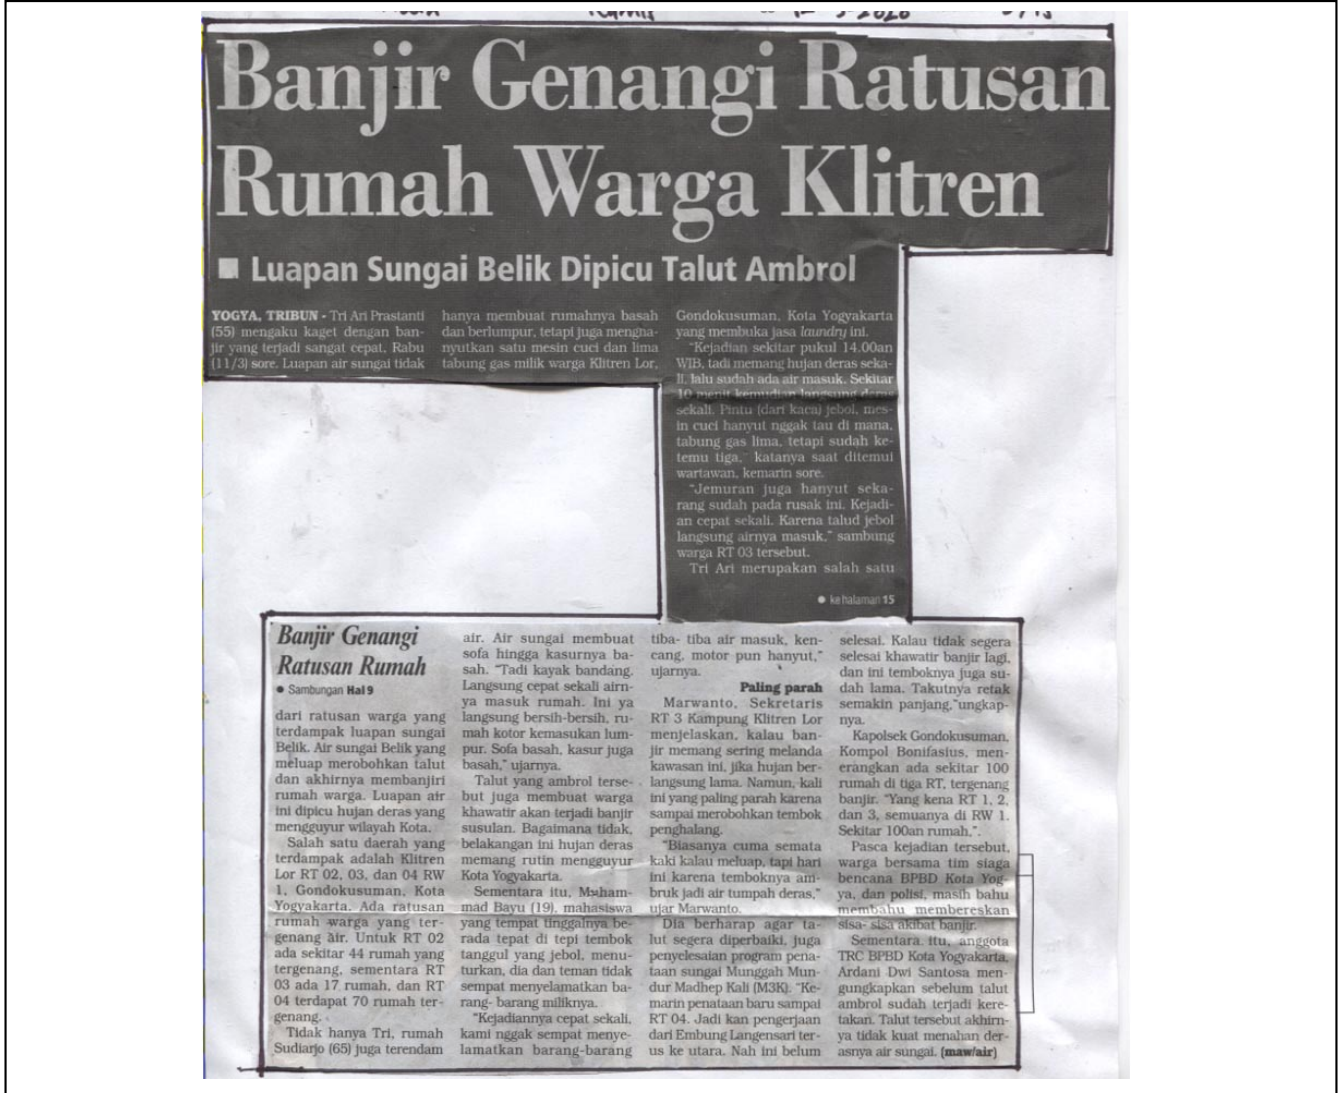 12-3-2020
Banjir Genangi Ratusan
Rumah Warga Klitren
■ Luapan Sungai Belik Dipicu Talut Ambrol
YOGYA, TRIBUN - Tri Ari Prastanti
(55) mengaku kaget dengan ban-
jir yang terjadi sangat cepat, Rabu
(11/3) sore. Luapan air sungai tidak
hanya membuat rumahnya basah
dan berlumpur, tetapi juga mengha-
nyutkan satu mesin cuci dan lima
tabung gas milik warga Klitren Lor,
Gondokusuman, Kota Yogyakarta
yang membuka jasa laundry ini.
"Kejadian sekitar pukul 14.00an
WIB, tadi memang hujan deras seka-
li, lalu sudah ada air masuk. Sekitar
10 menit kemudian langsung deras
sekali. Pintu (dari kaca) jebol, mes-
in cuci hanyut nggak tau di mana,
tabung gas lima, tetapi sudah ke-
temu tiga," katanya saat ditemui
wartawan, kemarin sore.
"Jemuran juga hanyut seka-
rang sudah pada rusak ini. Kejadi-
an cepat sekali. Karena talud jebol
langsung airnya masuk," sambung
warga RT 03 tersebut.
Tri Ari merupakan salah satu
● ke halaman 15
Banjir Genangi
Ratusan Rumah
● Sambungan Hal 9
dari ratusan warga yang
terdampak luapan sungai
Belik. Air sungai Belik yang
meluap merobohkan talut
dan akhirnya membanjiri
rumah warga. Luapan air
ini dipicu hujan deras yang
mengguyur wilayah Kota.
Salah satu daerah yang
terdampak adalah Klitren
Lor RT 02, 03, dan 04 RW
1, Gondokusuman, Kota
Yogyakarta. Ada ratusan
rumah warga yang ter-
genang air. Untuk RT 02
ada sekitar 44 rumah yang
tergenang, sementara RT
03 ada 17 rumah, dan RT
04 terdapat 70 rumah ter-
genang.
Tidak hanya Tri, rumah
Sudiarjo (65) juga terendam
air. Air sungai membuat
sofa hingga kasurnya ba-
sah. "Tadi kayak bandang.
Langsung cepat sekali airn-
ya masuk rumah. Ini ya
langsung bersih-bersih, ru-
mah kotor kemasukan lum-
pur. Sofa basah, kasur juga
basah," ujarnya.
Talut yang ambrol terse-
but juga membuat warga
khawatir akan terjadi banjir
susulan. Bagaimana tidak,
belakangan ini hujan deras
memang rutin mengguyur
Kota Yogyakarta.
Sementara itu, Muham-
mad Bayu (19), mahasiswa
yang tempat tinggalnya be-
rada tepat di tepi tembok
tanggul yang jebol, menu-
turkan, dia dan teman tidak
sempat menyelamatkan ba-
rang- barang miliknya.
"Kejadiannya cepat sekali,
kami nggak sempat menye-
lamatkan barang-barang
tiba- tiba air masuk, ken-
cang, motor pun hanyut,"
ujarnya.
Paling parah
Marwanto, Sekretaris
RT 3 Kampung Klitren Lor
menjelaskan, kalau ban-
jir memang sering melanda
kawasan ini, jika hujan ber-
langsung lama. Namun, kali
ini yang paling parah karena
sampai merobohkan tembok
penghalang.
"Biasanya cuma semata
kaki kalau meluap, tapi hari
ini karena temboknya am-
bruk jadi air tumpah deras,"
ujar Marwanto.
Dia berharap agar ta-
lut segera diperbaiki, juga
penyelesaian program pena-
taan sungai Munggah Mun-
dur Madhep Kali (M3K). "Ke-
marin penataan baru sampai
RT 04. Jadi kan pengerjaan
dari Embung Langensari ter-
us ke utara. Nah ini belum
selesai. Kalau tidak segera
selesai khawatir banjir lagi,
dan ini temboknya juga su-
dah lama. Takutnya retak
semakin panjang,"ungkap-
nya.
Kapolsek Gondokusuman,
Kompol Bonifasius, men-
erangkan ada sekitar 100
rumah di tiga RT, tergenang
banjir. "Yang kena RT 1, 2,
dan 3, semuanya di RW 1.
Sekitar 100an rumah,".
Pasca kejadian tersebut,
warga bersama tim siaga
bencana BPBD Kota Yog-
ya, dan polisi, masih bahu
membahu membereskan
sisa- sisa akibat banjir.
Sementara itu, anggota
TRC BPBD Kota Yogyakarta,
Ardani Dwi Santosa men-
gungkapkan sebelum talut
ambrol sudah terjadi kere-
takan. Talut tersebut akhirn-
ya tidak kuat menahan der-
asnya air sungai. (maw/air)